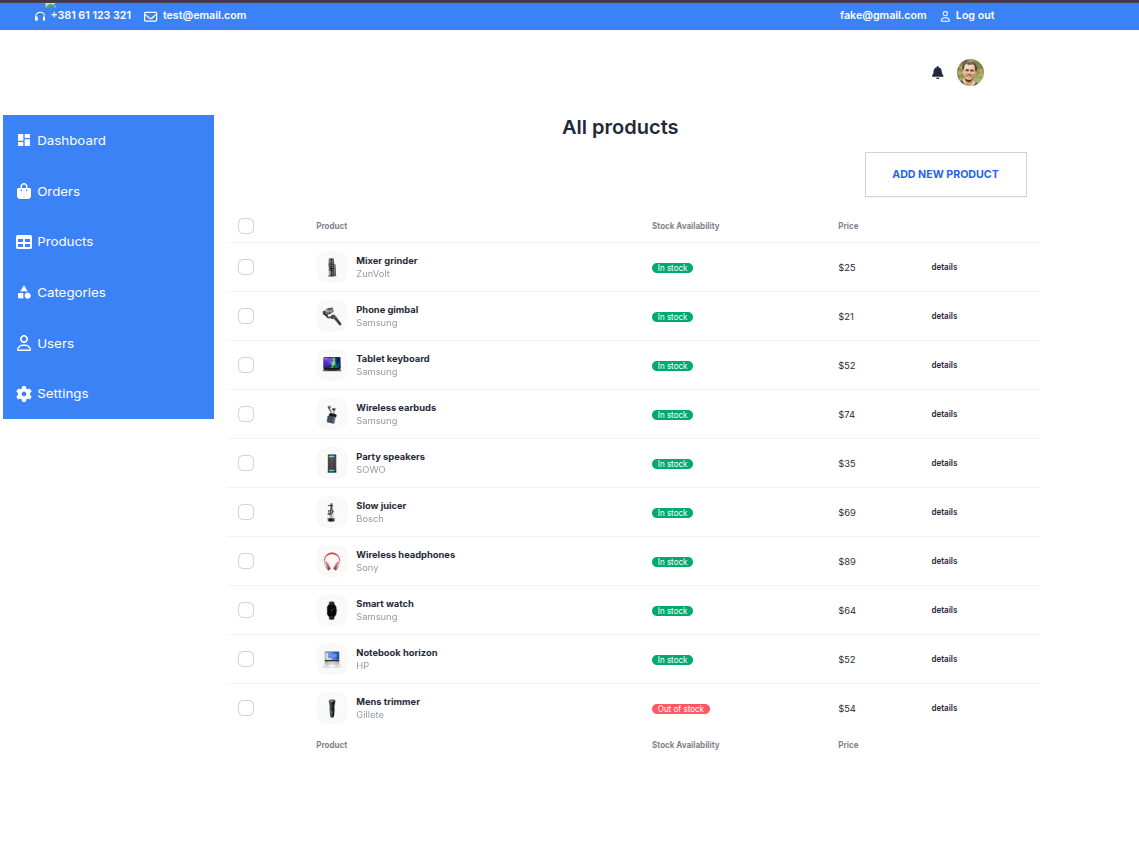 +381 61 123 321 test@email.com fake@gmail.com Log out
All products
Dashboard
Orders
Products
Categories
Users
Settings
ADD NEW PRODUCT
Product Stock Availability Price
Mixer grinder
ZunVolt
In stock $25 details
Phone gimbal
Samsung
In stock $21 details
Tablet keyboard
Samsung
In stock $52 details
Wireless earbuds
Samsung
In stock $74 details
Party speakers
SOWO
In stock $35 details
Slow juicer
Bosch
In stock $69 details
Wireless headphones
Sony
In stock $89 details
Smart watch
Samsung
In stock $64 details
Notebook horizon
HP
In stock $52 details
Mens trimmer
Gillete
Out of stock $54 details
Product Stock Availability Price